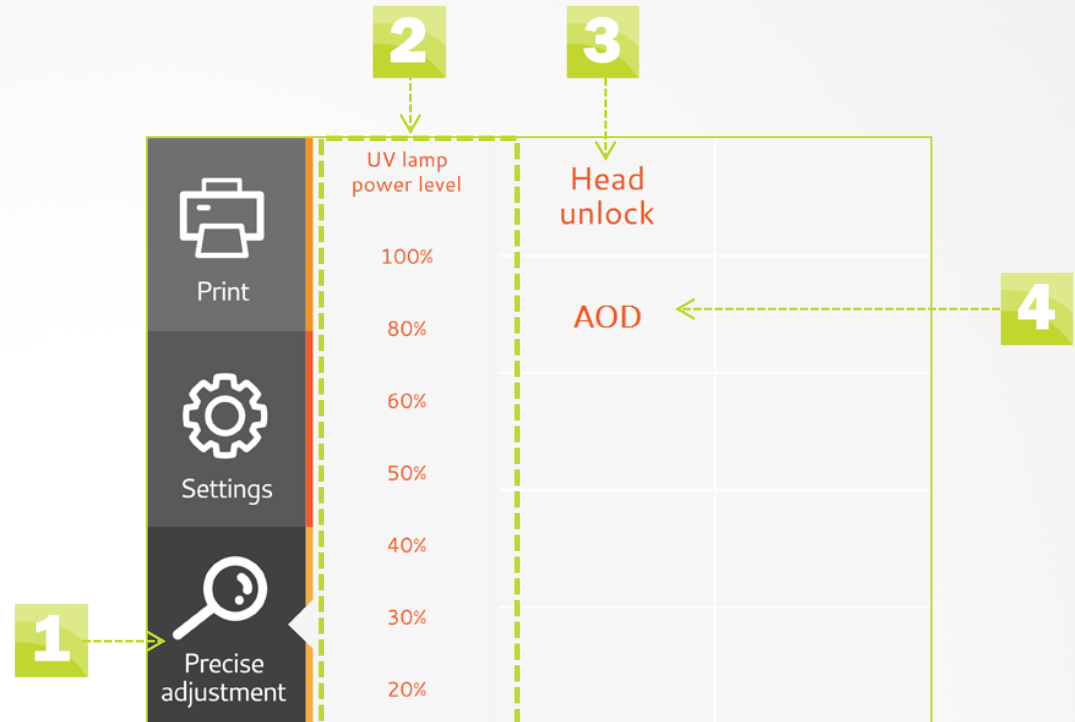 2
3
UV lamp
power level
Head
unlock
100%
Print
AOD
4
80%
60%
Settings
50%
40%
30%
1
Precise
adjustment
20%